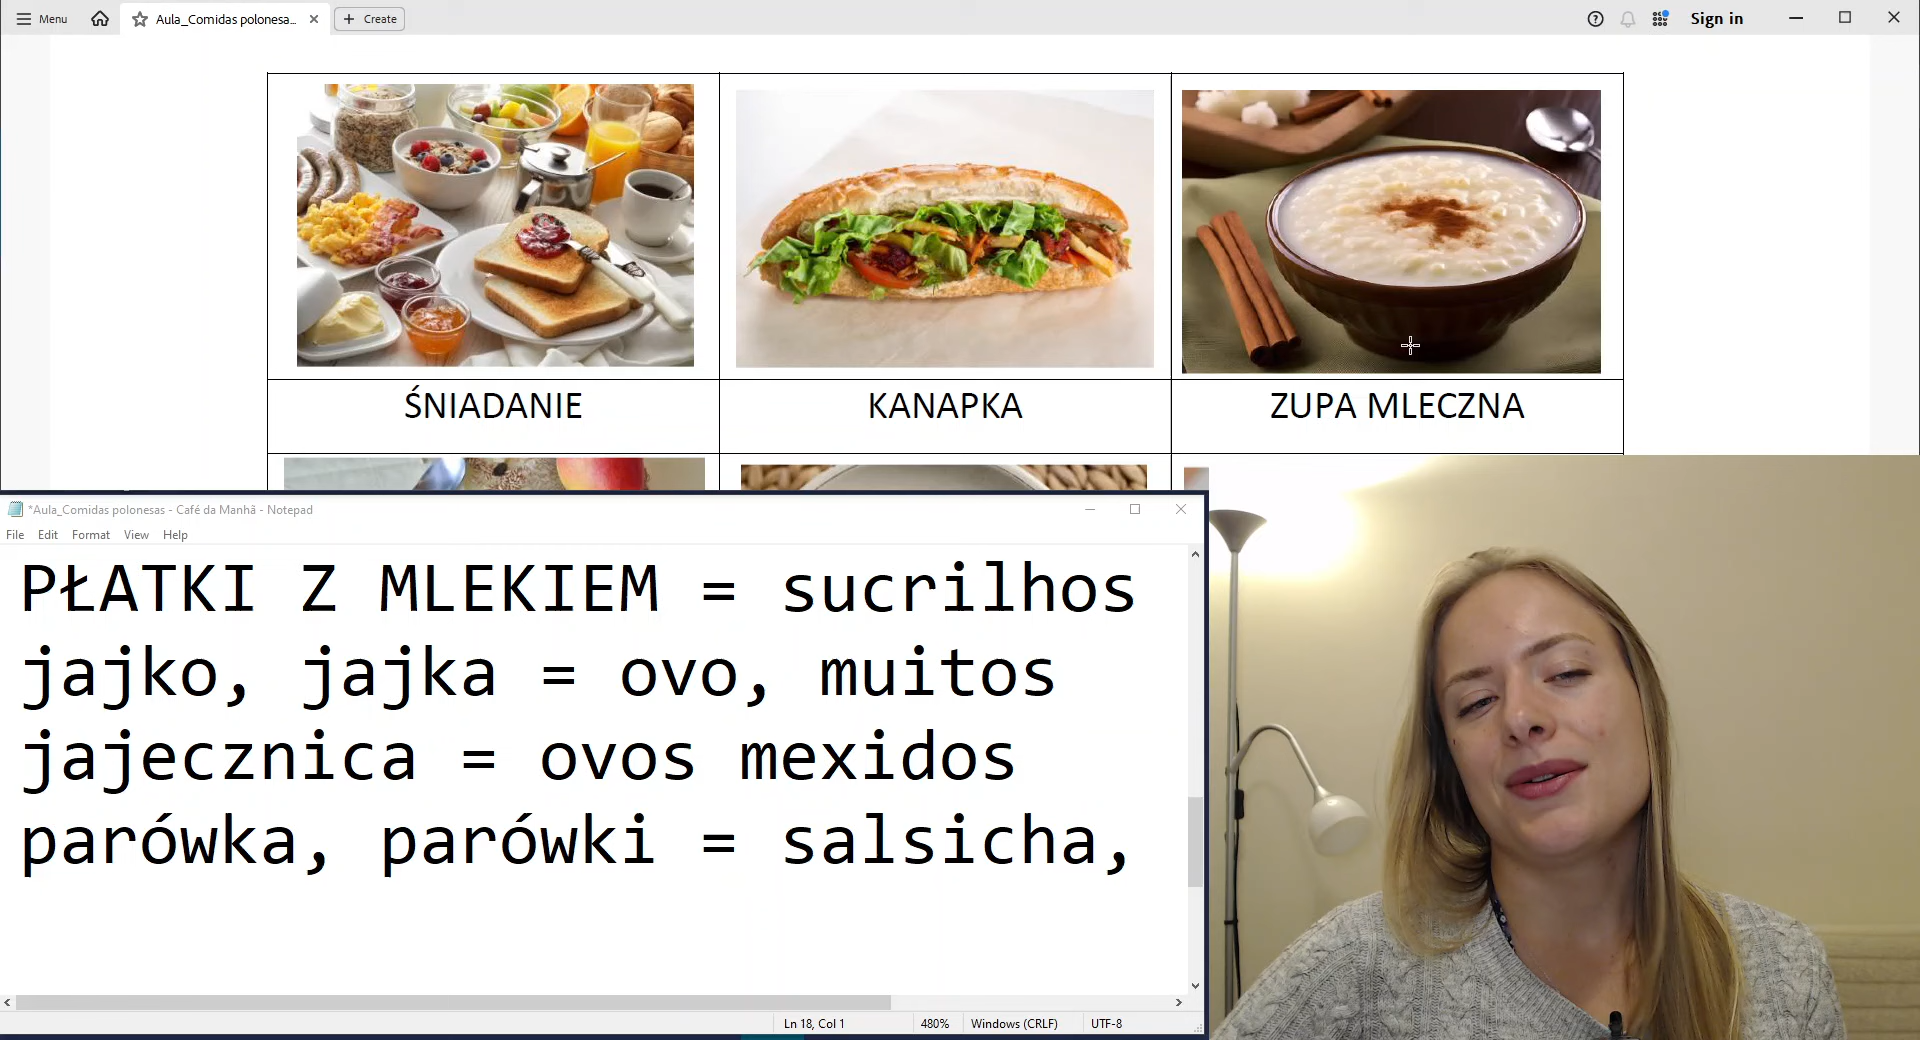 Menu
Aula_Comidas polonesa...
Create
Sign in
ŚNIADANIE
KANAPKA
ZUPA MLECZNA
*Aula_Comidas polonesas - Café da Manhã - Notepad
File Edit Format View Help
PŁATKI Z MLEKIEM = sucrilhos
jajko, jajka = ovo, muitos
jajecznica = ovos mexidos
parówka, parówki = salsicha,
Ln 18, Col 1
480%
Windows (CRLF)
UTF-8